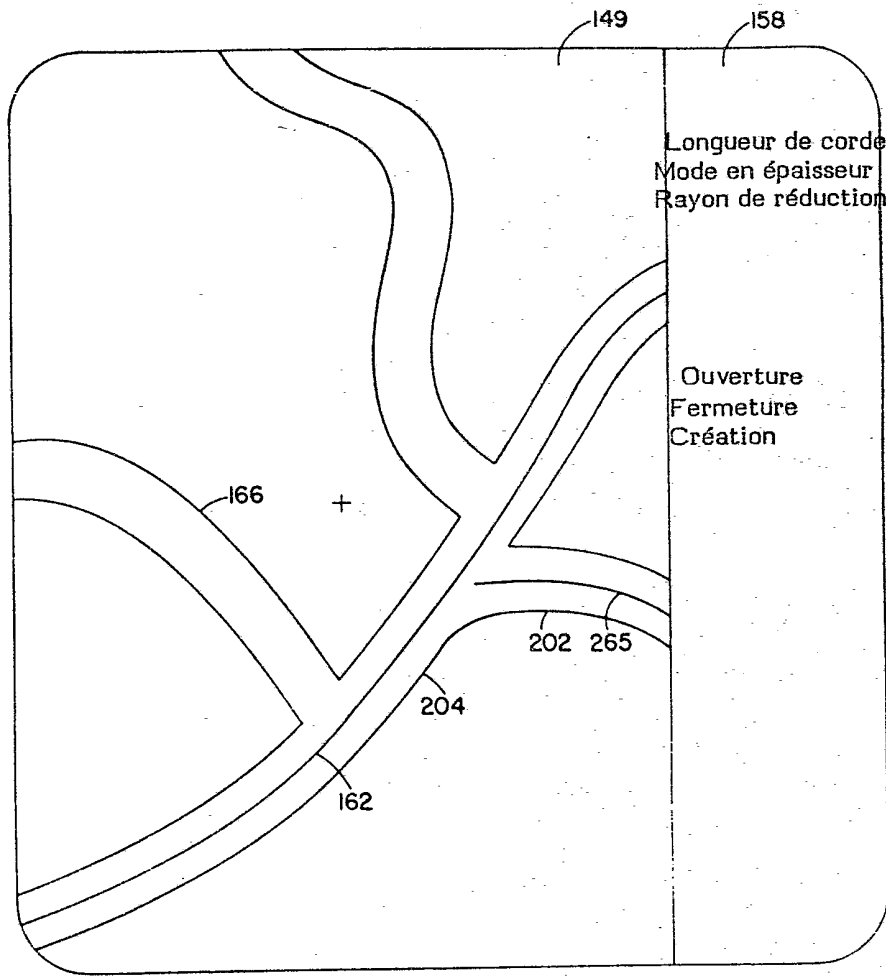 149
158
Longueur de corde
Mode en épaisseur
Rayon de réduction
Ouverture
Fermeture
Création
166
202
265
204
162